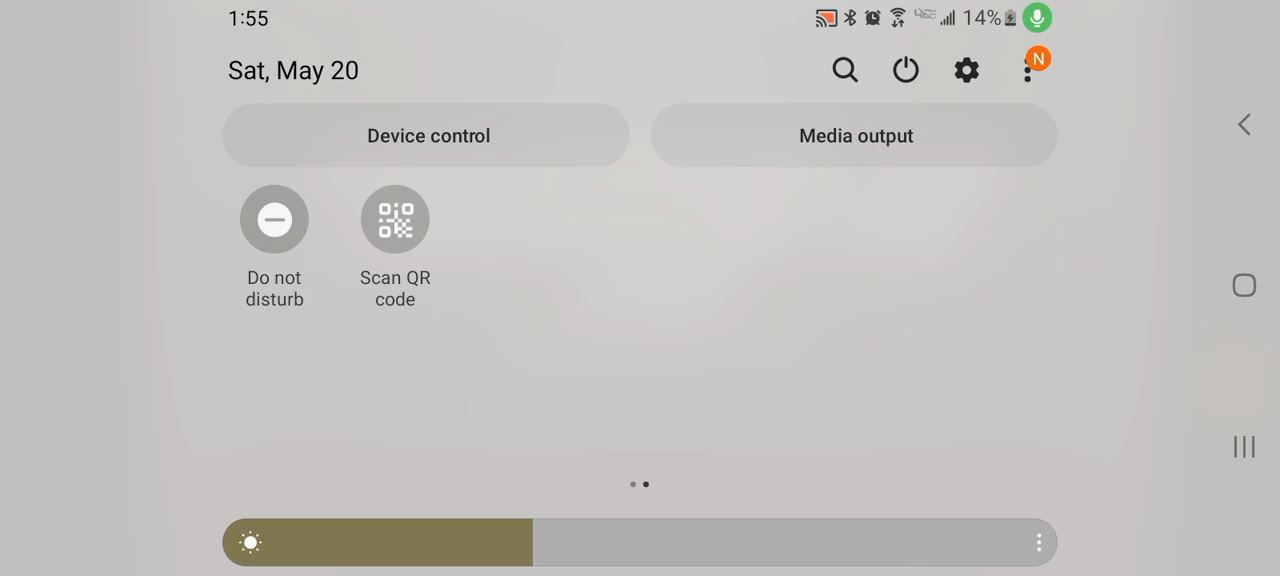 1:55
14%
Sat, May 20
N
Device control
Media output
Do not
disturb
Scan QR
code